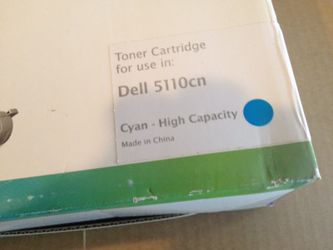 Toner Cartridge
for use in:
Dell 5110cn
Cyan - High Capacity
Made in China